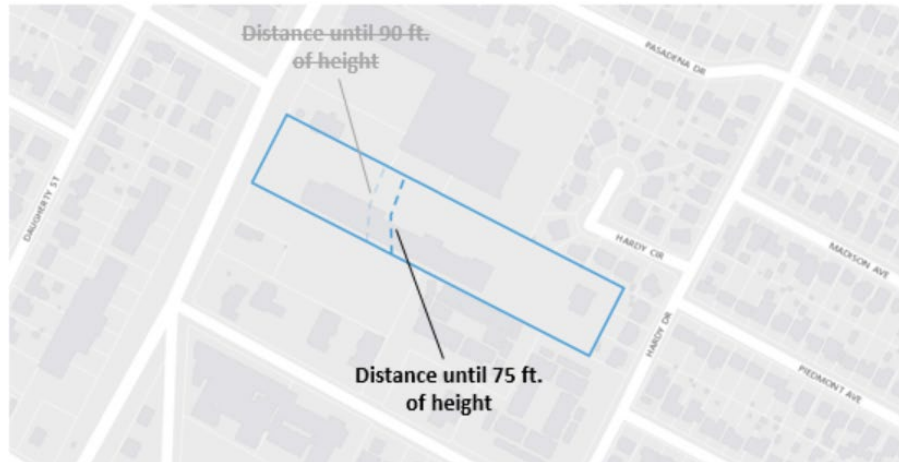 Distance until 90 ft.
of height
PASADENA DR
DAUGHERTY ST
HARDY CIR
MADISON AVE
HARDY DR
PIEDMONT AVE
Distance until 75 ft.
of height